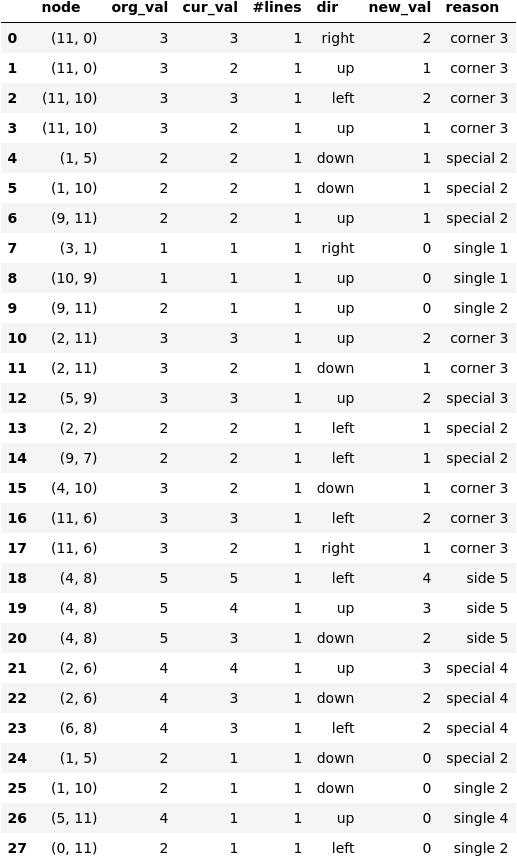 node org_val cur_val #lines dir new_val reason
0 (11, 0) 3 3 1 right 2 corner 3
1 (11, 0) 3 2 1 up 1 corner 3
2 (11, 10) 3 3 1 left 2 corner 3
3 (11, 10) 3 2 1 up 1 corner 3
4 (1, 5) 2 2 1 down 1 special 2
5 (1, 10) 2 2 1 down 1 special 2
6 (9, 11) 2 2 1 up 1 special 2
7 (3, 1) 1 1 1 right 0 single 1
8 (10, 9) 1 1 1 up 0 single 1
9 (9, 11) 2 1 1 up 0 single 2
10 (2, 11) 3 3 1 up 2 corner 3
11 (2, 11) 3 2 1 down 1 corner 3
12 (5, 9) 3 3 1 up 2 special 3
13 (2, 2) 2 2 1 left 1 special 2
14 (9, 7) 2 2 1 left 1 special 2
15 (4, 10) 3 2 1 down 1 corner 3
16 (11, 6) 3 3 1 left 2 corner 3
17 (11, 6) 3 2 1 right 1 corner 3
18 (4, 8) 5 5 1 left 4 side 5
19 (4, 8) 5 4 1 up 3 side 5
20 (4, 8) 5 3 1 down 2 side 5
21 (2, 6) 4 4 1 up 3 special 4
22 (2, 6) 4 3 1 down 2 special 4
23 (6, 8) 4 3 1 left 2 special 4
24 (1, 5) 2 1 1 down 0 special 2
25 (1, 10) 2 1 1 down 0 single 2
26 (5, 11) 4 1 1 up 0 single 4
27 (0, 11) 2 1 1 left 0 single 2